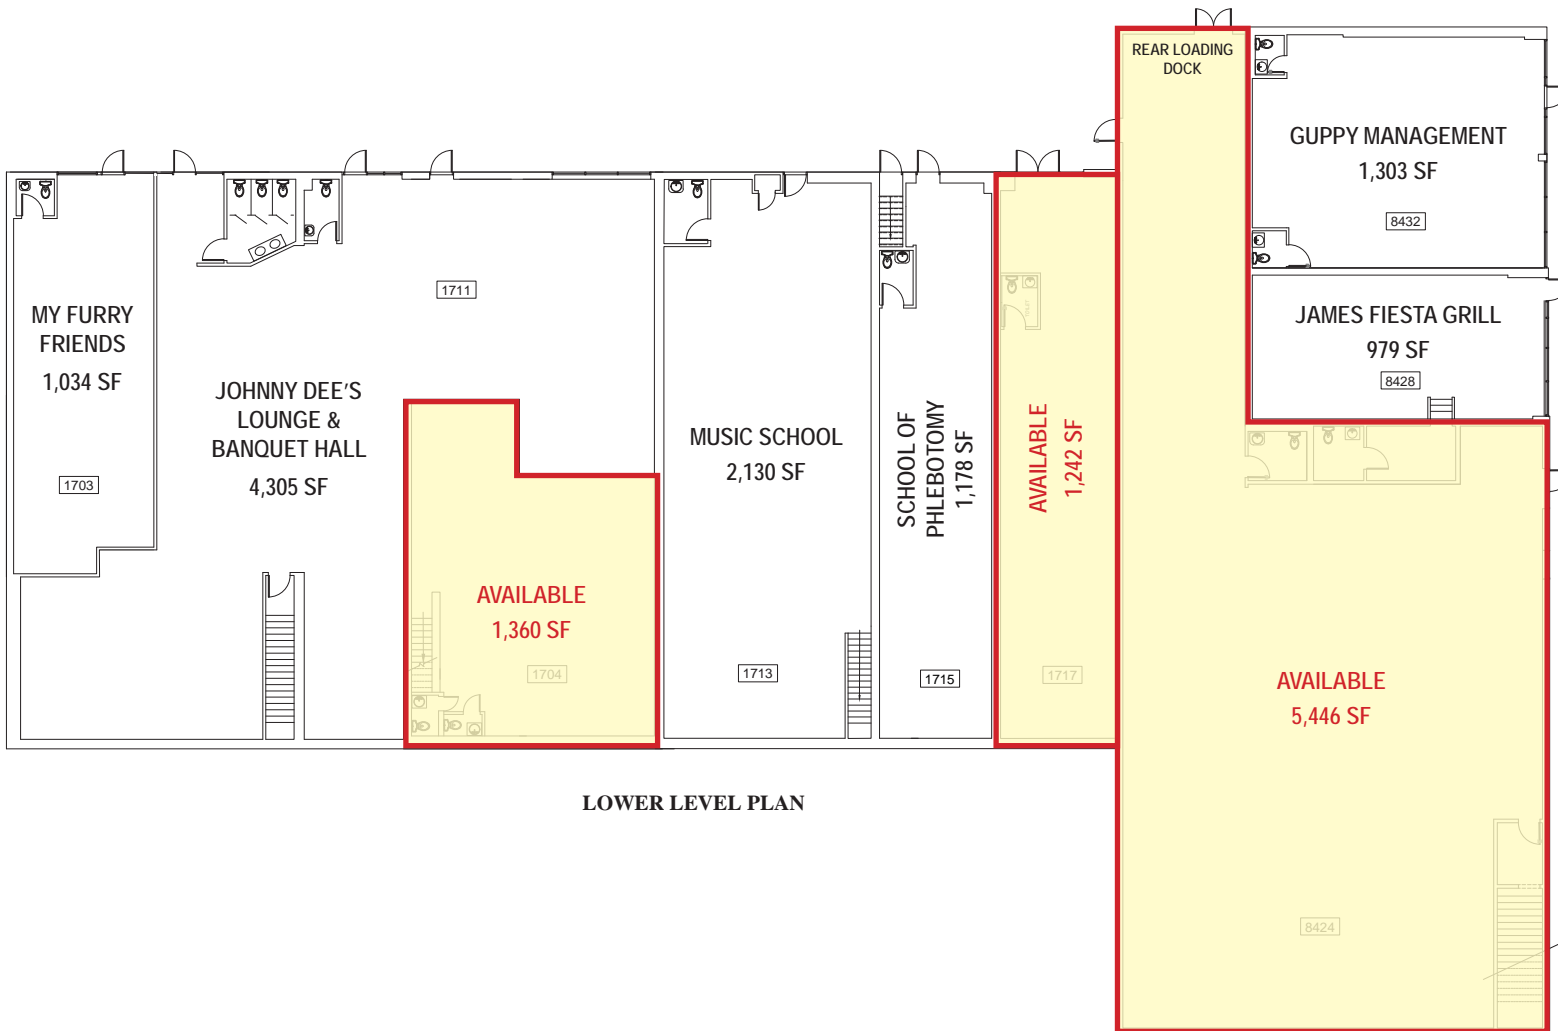 REAR LOADING
DOCK
GUPPY MANAGEMENT
1,303 SF
8432
JAMES FIESTA GRILL
979 SF
8428
MY FURRY
FRIENDS
1,034 SF
1703
1711
JOHNNY DEE'S
LOUNGE &
BANQUET HALL
4,305 SF
AVAILABLE
1,360 SF
1704
MUSIC SCHOOL
2,130 SF
1713
SCHOOL OF
PHLEBOTOMY
1,178 SF
1715
AVAILABLE
1,242 SF
1717
AVAILABLE
5,446 SF
8424
LOWER LEVEL PLAN